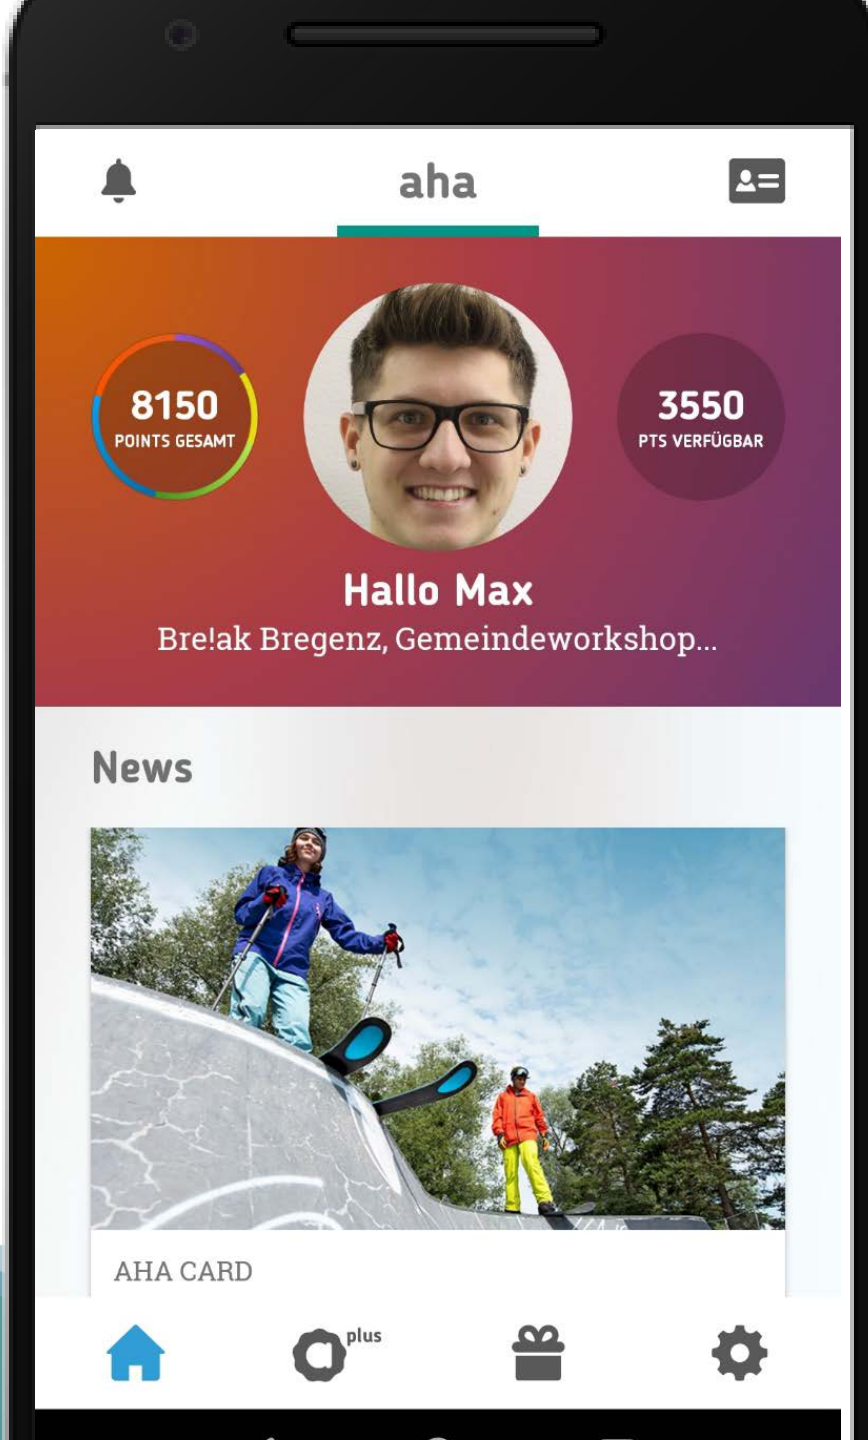 aha
8150
POINTS GESAMT
3550
PTS VERFÜGBAR
Hallo Max
Bre!ak Bregenz, Gemeindeworkshop...
News
AHA CARD
plus